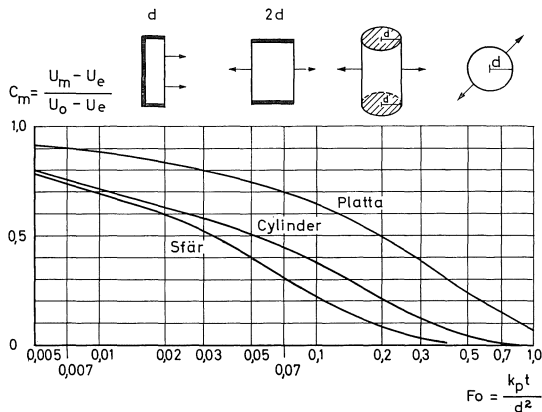 d
2d
d
d
C_m = (U_m − U_e) / (U_o − U_e)
1,0
Platta
Cylinder
0,5
Sfär
0
0,005 0,01 0,02 0,03 0,05 0,1 0,2 0,3 0,5 0,7 1,0
0,007 0,07
Fo = k_p t / d²